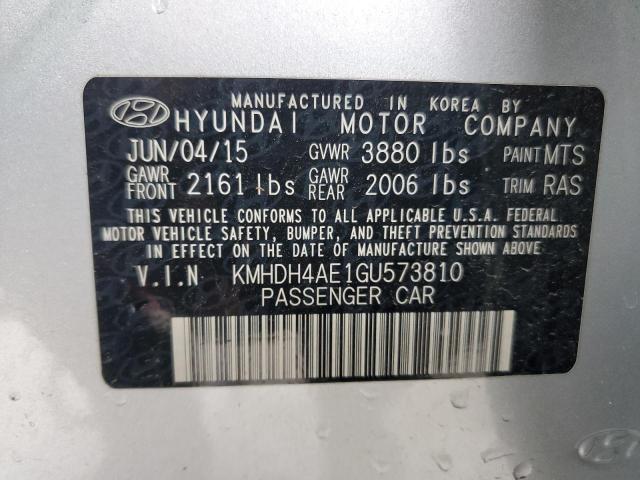 MANUFACTURED IN KOREA BY
HYUNDAI MOTOR COMPANY
JUN/04/15 GVWR 3880 lbs PAINT MTS
GAWR FRONT 2161 lbs GAWR REAR 2006 lbs TRIM RAS
THIS VEHICLE CONFORMS TO ALL APPLICABLE U.S.A. FEDERAL
MOTOR VEHICLE SAFETY, BUMPER, AND THEFT PREVENTION STANDARDS
IN EFFECT ON THE DATE OF MANUFACTURE SHOWN ABOVE.
V.I.N KMHDH4AE1GU573810
PASSENGER CAR